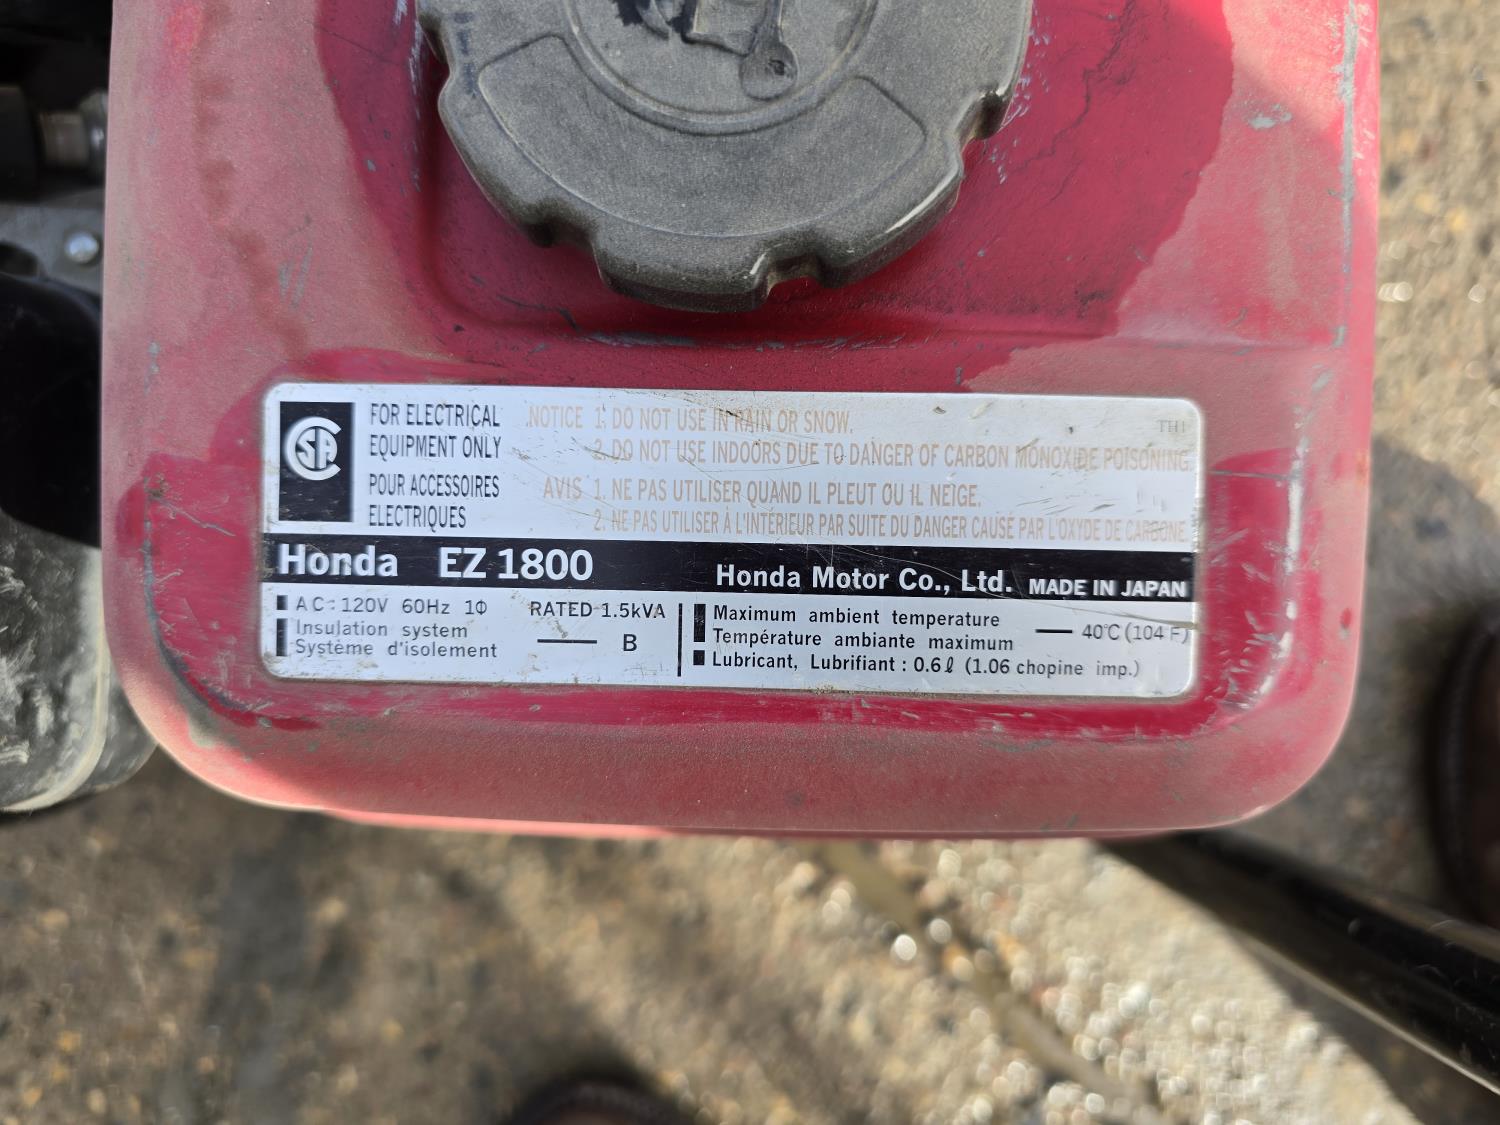 CSA
FOR ELECTRICAL
EQUIPMENT ONLY
POUR ACCESSOIRES
ELECTRIQUES
NOTICE 1. DO NOT USE IN RAIN OR SNOW.
2. DO NOT USE INDOORS DUE TO DANGER OF CARBON MONOXIDE POISONING.
AVIS 1. NE PAS UTILISER QUAND IL PLEUT OU IL NEIGE.
2. NE PAS UTILISER À L'INTÉRIEUR PAR SUITE DU DANGER CAUSÉ PAR L'OXYDE DE CARBONE.
TH1
Honda EZ 1800
Honda Motor Co., Ltd. MADE IN JAPAN
AC: 120V 60Hz 1Φ RATED 1.5kVA
Insulation system
Système d'isolement — B
Maximum ambient temperature
Température ambiante maximum — 40°C (104 F)
Lubricant, Lubrifiant : 0.6ℓ (1.06 chopine imp.)